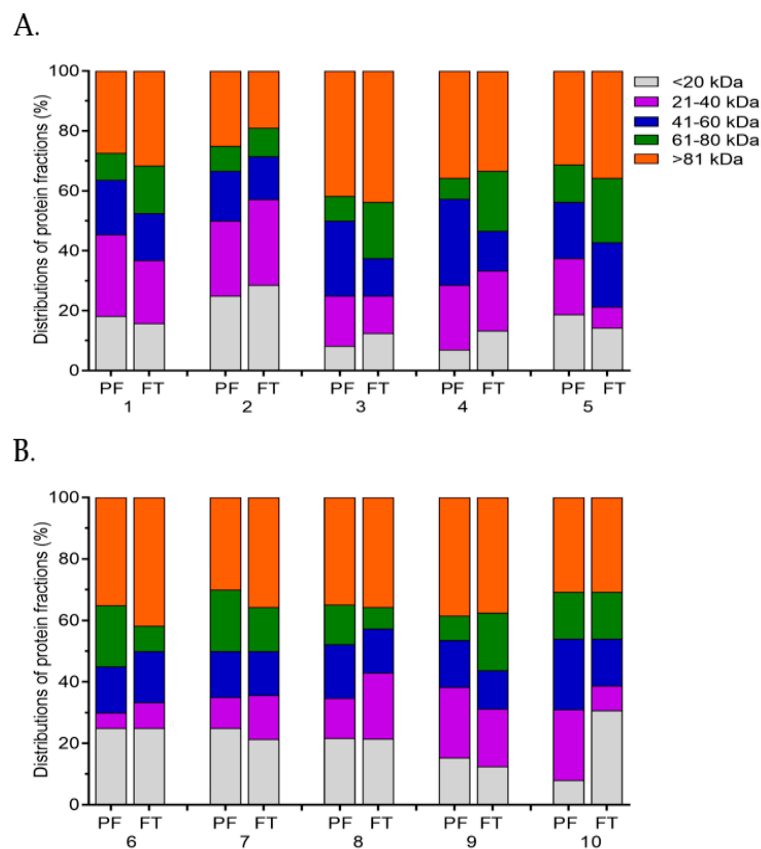 A.
Distributions of protein fractions (%)
100
80
60
40
20
0
<20 kDa
21-40 kDa
41-60 kDa
61-80 kDa
>81 kDa
PF FT PF FT PF FT PF FT PF FT
1 2 3 4 5
B.
Distributions of protein fractions (%)
100
80
60
40
20
0
PF FT PF FT PF FT PF FT PF FT
6 7 8 9 10